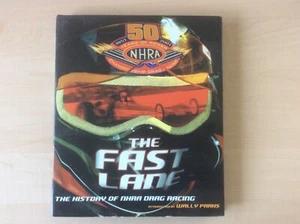 50
NHRA
THE
FAST
LANE
THE HISTORY OF NHRA DRAG RACING
WALLY PARKS